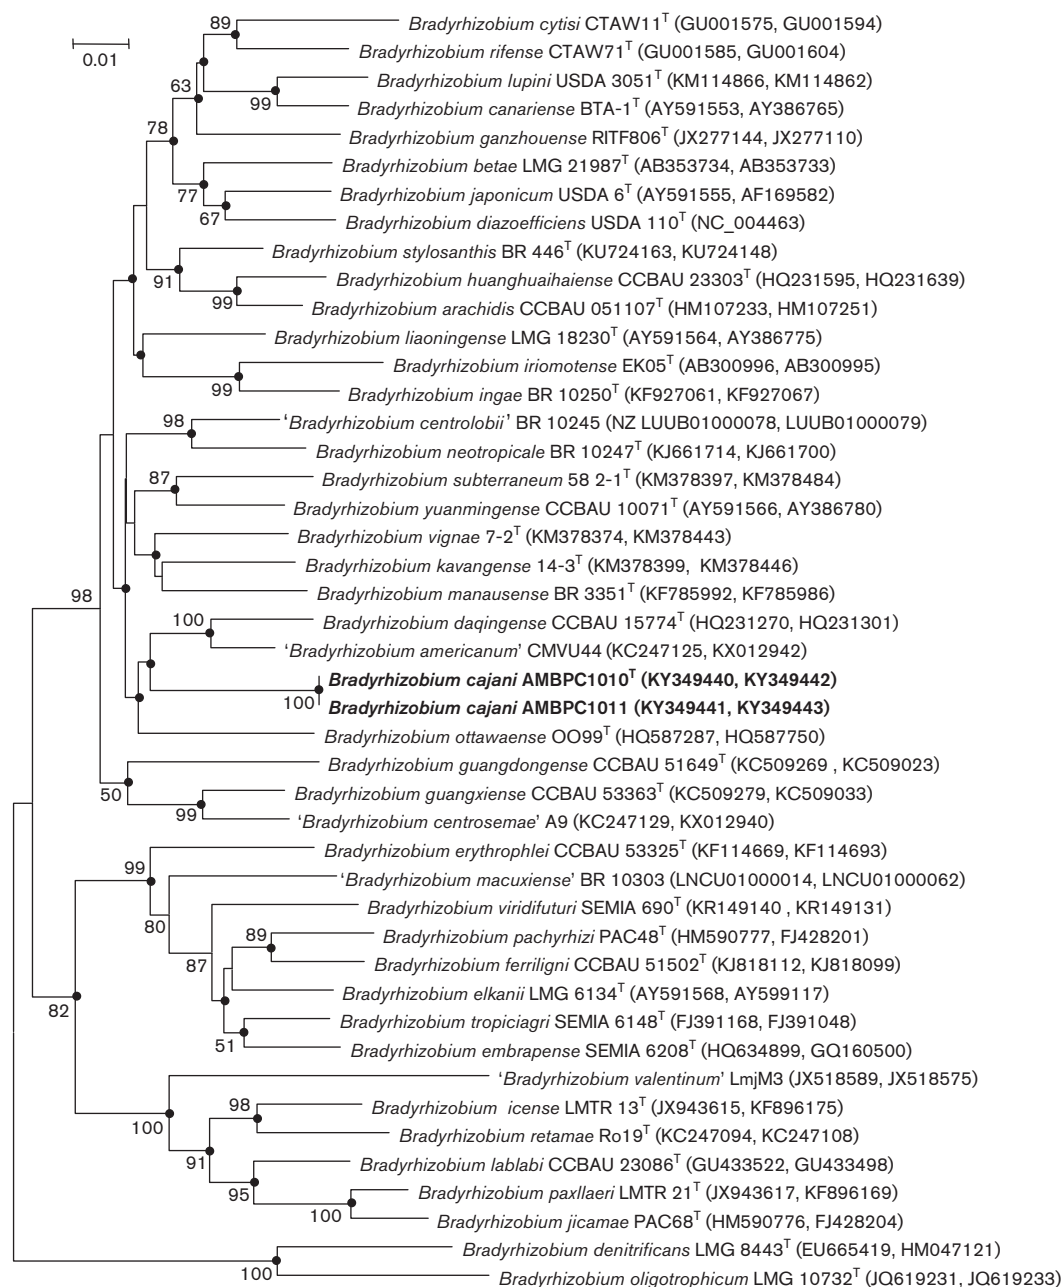 89
Bradyrhizobium cytisi CTAW11T (GU001575, GU001594)
0.01
Bradyrhizobium rifense CTAW71T (GU001585, GU001604)
63
Bradyrhizobium lupini USDA 3051T (KM114866, KM114862)
99
Bradyrhizobium canariense BTA-1T (AY591553, AY386765)
78
Bradyrhizobium ganzhouense RITF806T (JX277144, JX277110)
Bradyrhizobium betae LMG 21987T (AB353734, AB353733)
77
Bradyrhizobium japonicum USDA 6T (AY591555, AF169582)
67
Bradyrhizobium diazoefficiens USDA 110T (NC_004463)
Bradyrhizobium stylosanthis BR 446T (KU724163, KU724148)
91
Bradyrhizobium huanghuaihaiense CCBAU 23303T (HQ231595, HQ231639)
99
Bradyrhizobium arachidis CCBAU 051107T (HM107233, HM107251)
Bradyrhizobium liaoningense LMG 18230T (AY591564, AY386775)
Bradyrhizobium iriomotense EK05T (AB300996, AB300995)
99
Bradyrhizobium ingae BR 10250T (KF927061, KF927067)
98
'Bradyrhizobium centrolobii' BR 10245 (NZ LUUB01000078, LUUB01000079)
Bradyrhizobium neotropicale BR 10247T (KJ661714, KJ661700)
87
Bradyrhizobium subterraneum 58 2-1T (KM378397, KM378484)
Bradyrhizobium yuanmingense CCBAU 10071T (AY591566, AY386780)
Bradyrhizobium vignae 7-2T (KM378374, KM378443)
Bradyrhizobium kavangense 14-3T (KM378399, KM378446)
98
Bradyrhizobium manausense BR 3351T (KF785992, KF785986)
100
Bradyrhizobium daqingense CCBAU 15774T (HQ231270, HQ231301)
'Bradyrhizobium americanum' CMVU44 (KC247125, KX012942)
Bradyrhizobium cajani AMBPC1010T (KY349440, KY349442)
100
Bradyrhizobium cajani AMBPC1011 (KY349441, KY349443)
Bradyrhizobium ottawaense OO99T (HQ587287, HQ587750)
Bradyrhizobium guangdongense CCBAU 51649T (KC509269 , KC509023)
50
Bradyrhizobium guangxiense CCBAU 53363T (KC509279, KC509033)
99
'Bradyrhizobium centrosemae' A9 (KC247129, KX012940)
Bradyrhizobium erythrophlei CCBAU 53325T (KF114669, KF114693)
99
'Bradyrhizobium macuxiense' BR 10303 (LNCU01000014, LNCU01000062)
80
Bradyrhizobium viridifuturi SEMIA 690T (KR149140 , KR149131)
89
Bradyrhizobium pachyrhizi PAC48T (HM590777, FJ428201)
87
Bradyrhizobium ferriligni CCBAU 51502T (KJ818112, KJ818099)
Bradyrhizobium elkanii LMG 6134T (AY591568, AY599117)
82
Bradyrhizobium tropiciagri SEMIA 6148T (FJ391168, FJ391048)
51
Bradyrhizobium embrapense SEMIA 6208T (HQ634899, GQ160500)
'Bradyrhizobium valentinum' LmjM3 (JX518589, JX518575)
100
98
Bradyrhizobium icense LMTR 13T (JX943615, KF896175)
Bradyrhizobium retamae Ro19T (KC247094, KC247108)
91
Bradyrhizobium lablabi CCBAU 23086T (GU433522, GU433498)
95
Bradyrhizobium paxllaeri LMTR 21T (JX943617, KF896169)
100
Bradyrhizobium jicamae PAC68T (HM590776, FJ428204)
Bradyrhizobium denitrificans LMG 8443T (EU665419, HM047121)
100
Bradyrhizobium oligotrophicum LMG 10732T (JQ619231, JQ619233)